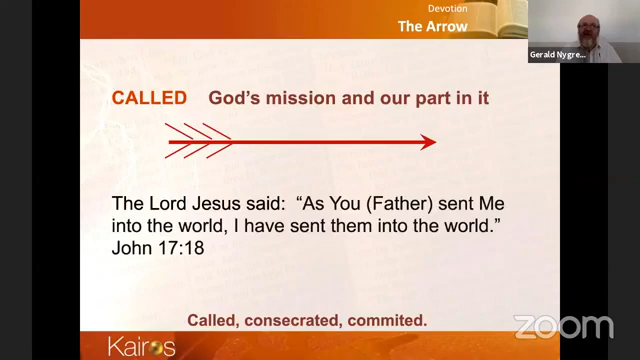 Devotion
The Arrow
Gerald Nygre...
CALLED God's mission and our part in it
The Lord Jesus said: "As You (Father) sent Me
into the world, I have sent them into the world."
John 17:18
Called, consecrated, commited.
Kairos
zoom